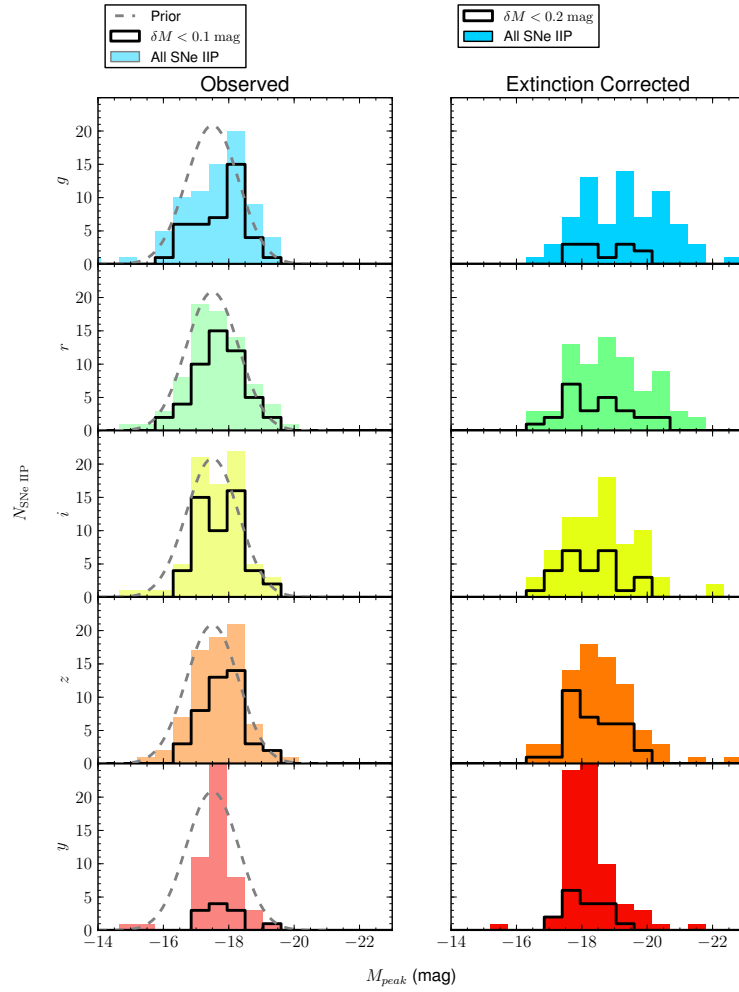 Prior
δM < 0.1 mag
All SNe IIP
δM < 0.2 mag
All SNe IIP
Observed
Extinction Corrected
20
15
10
5
0
g
20
15
10
5
0
r
20
15
10
5
0
i
N_SNe IIP
20
15
10
5
0
z
20
15
10
5
0
y
−14 −16 −18 −20 −22
−14 −16 −18 −20 −22
M_peak (mag)